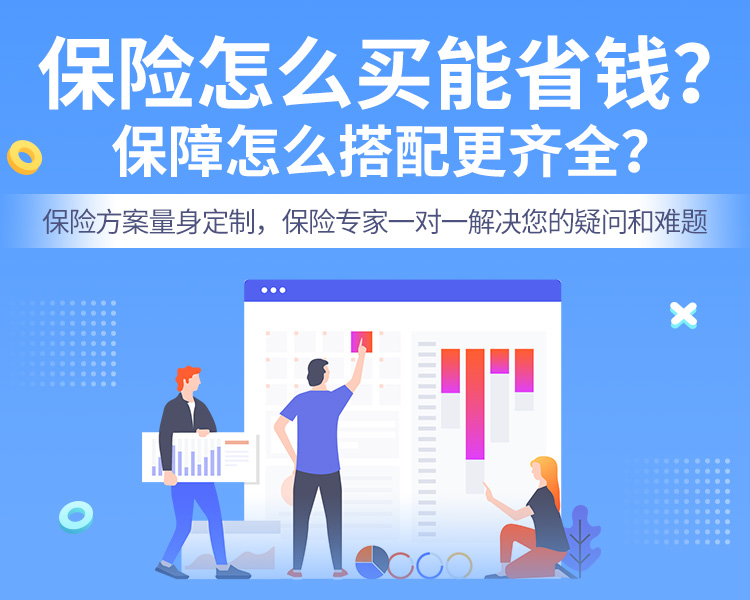 保险怎么买能省钱？
保障怎么搭配更齐全？
保险方案量身定制，保险专家一对一解决您的疑问和难题